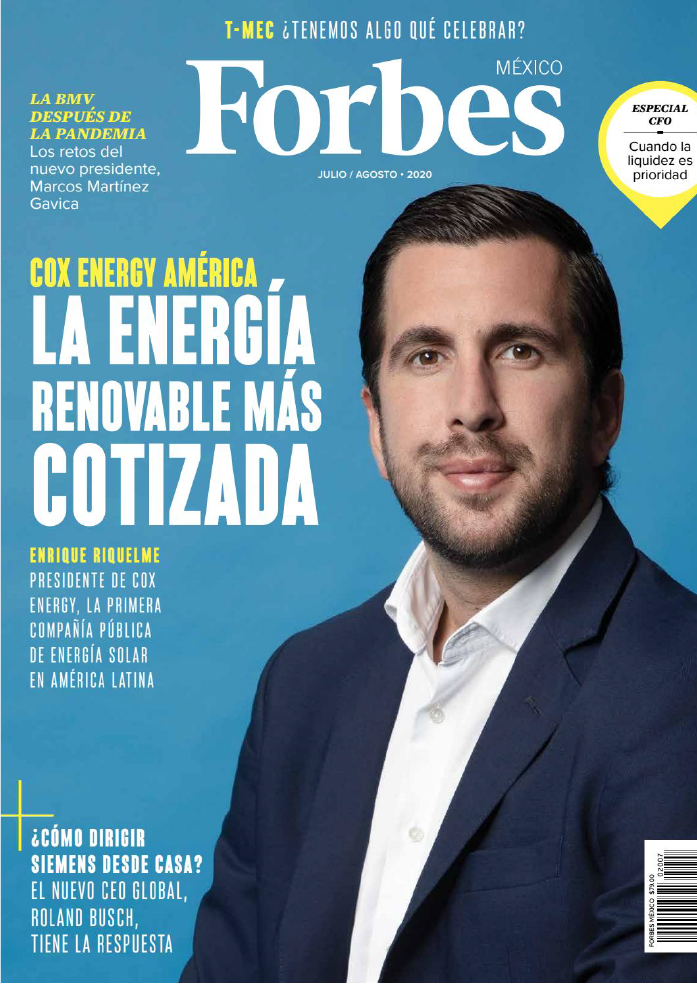 T-MEC ¿TENEMOS ALGO QUÉ CELEBRAR?
Forbes
MÉXICO
JULIO / AGOSTO • 2020
LA BMV
DESPUÉS DE
LA PANDEMIA
Los retos del
nuevo presidente,
Marcos Martínez
Gavica
ESPECIAL
CFO
Cuando la
liquidez es
prioridad
COX ENERGY AMÉRICA
LA ENERGÍA
RENOVABLE MÁS
COTIZADA
ENRIQUE RIQUELME
PRESIDENTE DE COX
ENERGY, LA PRIMERA
COMPAÑÍA PÚBLICA
DE ENERGÍA SOLAR
EN AMÉRICA LATINA
¿CÓMO DIRIGIR
SIEMENS DESDE CASA?
EL NUEVO CEO GLOBAL,
ROLAND BUSCH,
TIENE LA RESPUESTA
FORBES MÉXICO $79.00
02007